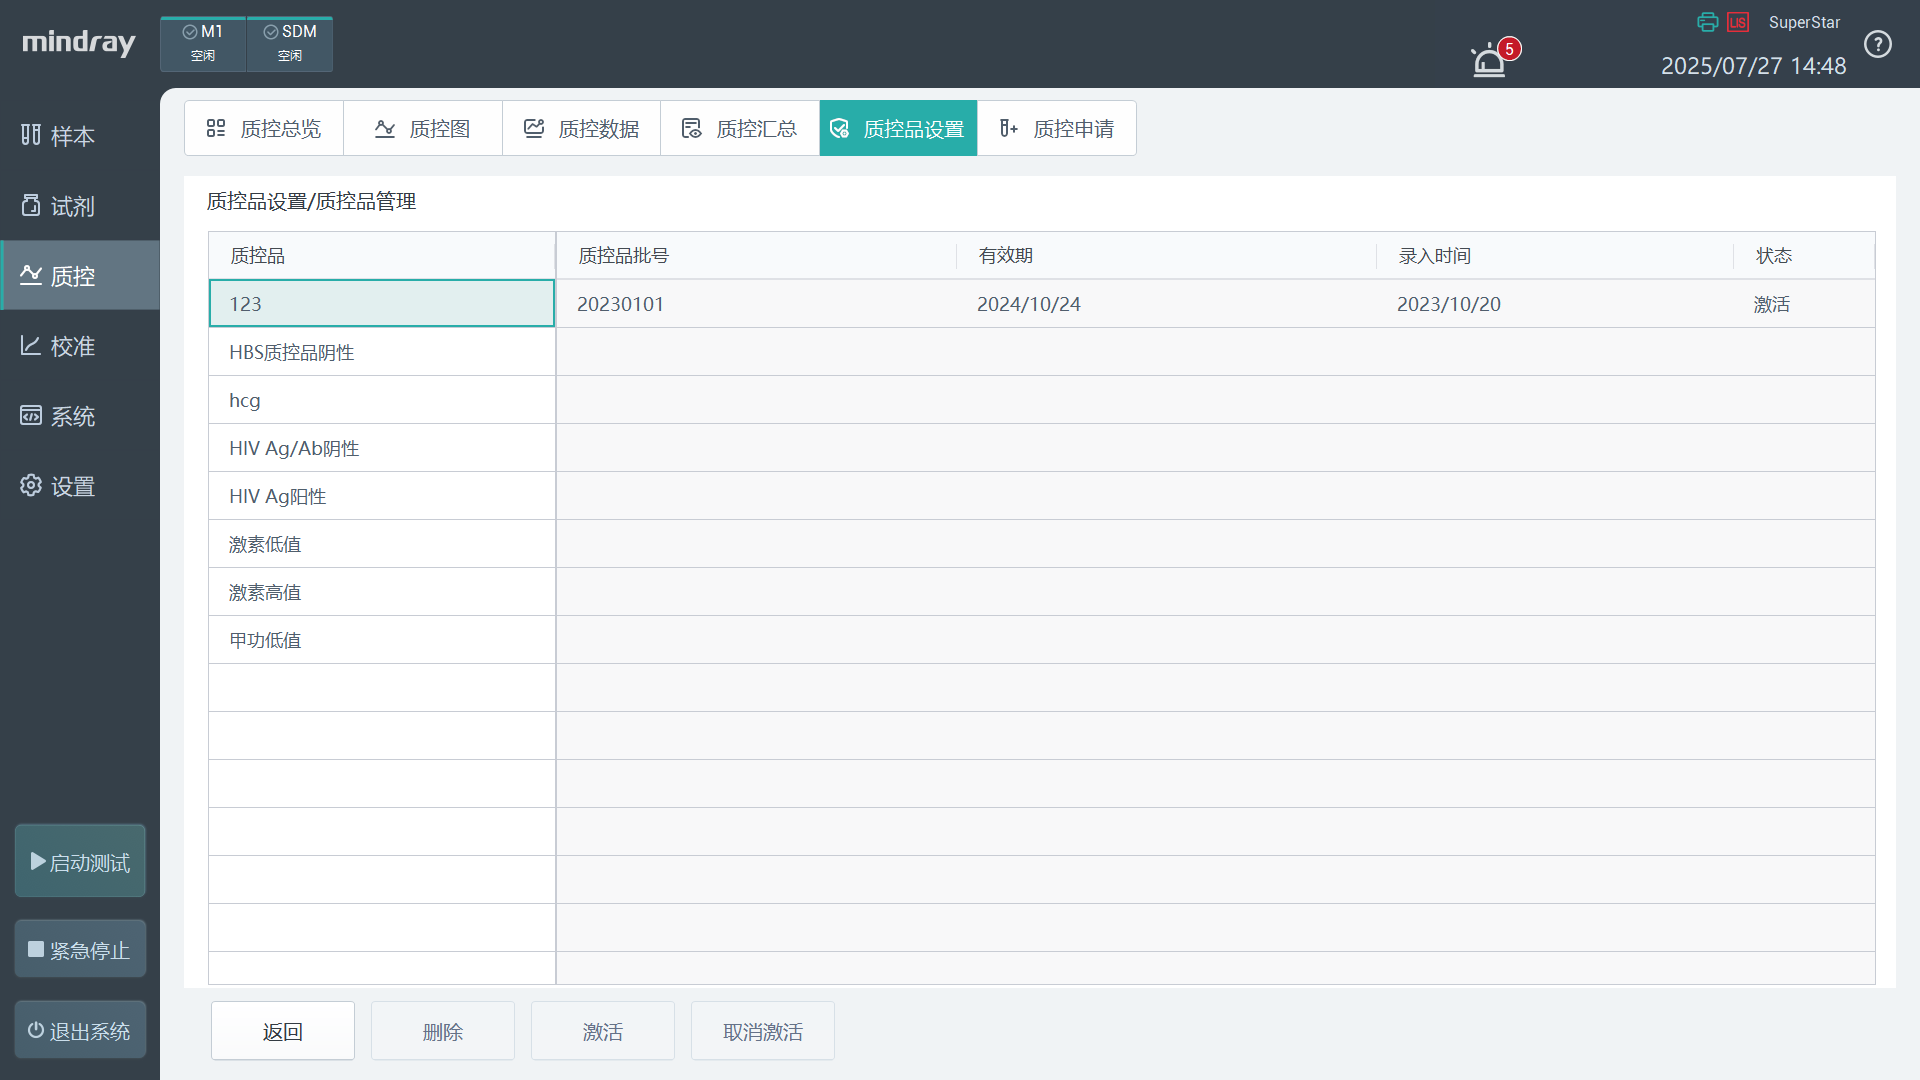 mindray
M1
空闲
SDM
空闲
5
LIS
SuperStar
2025/07/27 14:48
?
样本
试剂
质控
校准
系统
设置
启动测试
紧急停止
退出系统
质控总览
质控图
质控数据
质控汇总
质控品设置
质控申请
质控品设置/质控品管理
质控品 质控品批号 有效期 录入时间 状态
123 20230101 2024/10/24 2023/10/20 激活
HBS质控品阴性
hcg
HIV Ag/Ab阴性
HIV Ag阳性
激素低值
激素高值
甲功低值
返回
删除
激活
取消激活